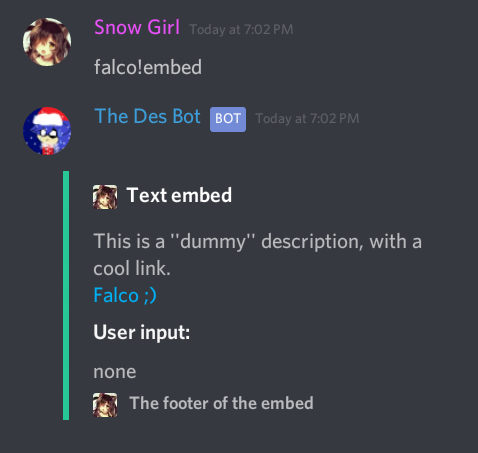 Snow Girl Today at 7:02 PM
falco!embed
The Des Bot BOT Today at 7:02 PM
Text embed
This is a "dummy" description, with a
cool link.
Falco ;)
User input:
none
The footer of the embed